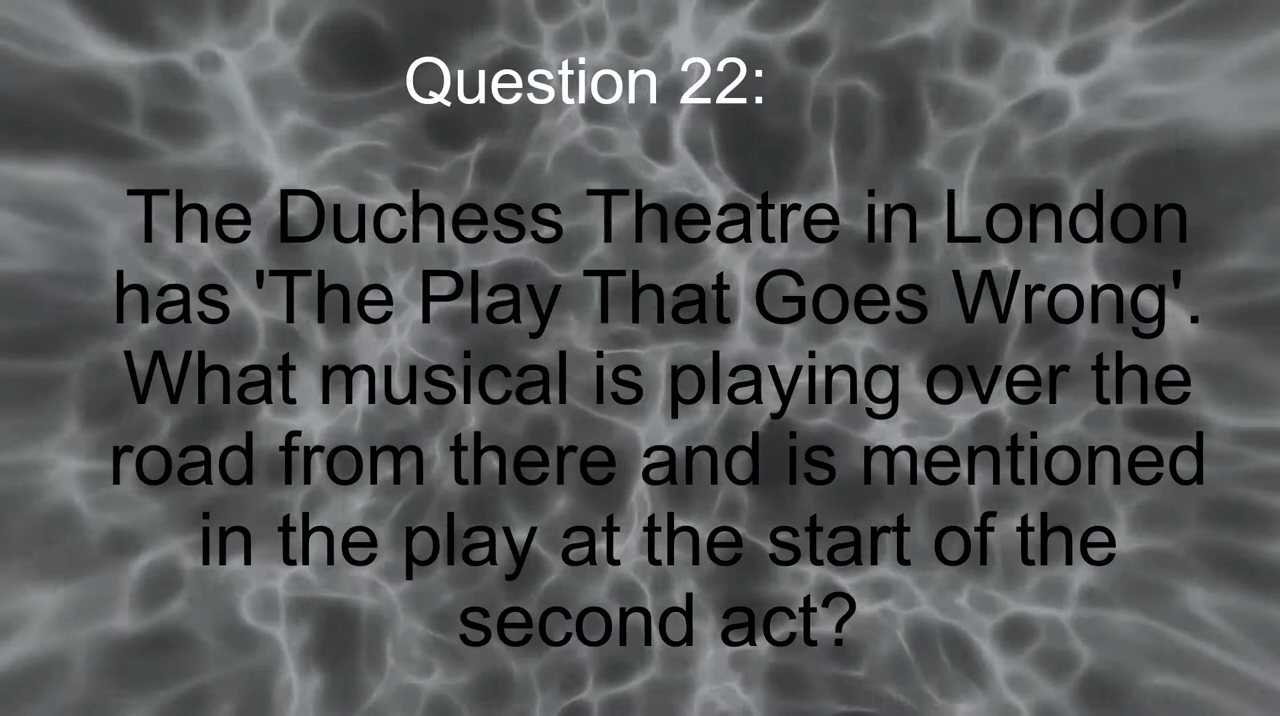 Question 22:
The Duchess Theatre in London
has 'The Play That Goes Wrong'.
What musical is playing over the
road from there and is mentioned
in the play at the start of the
second act?